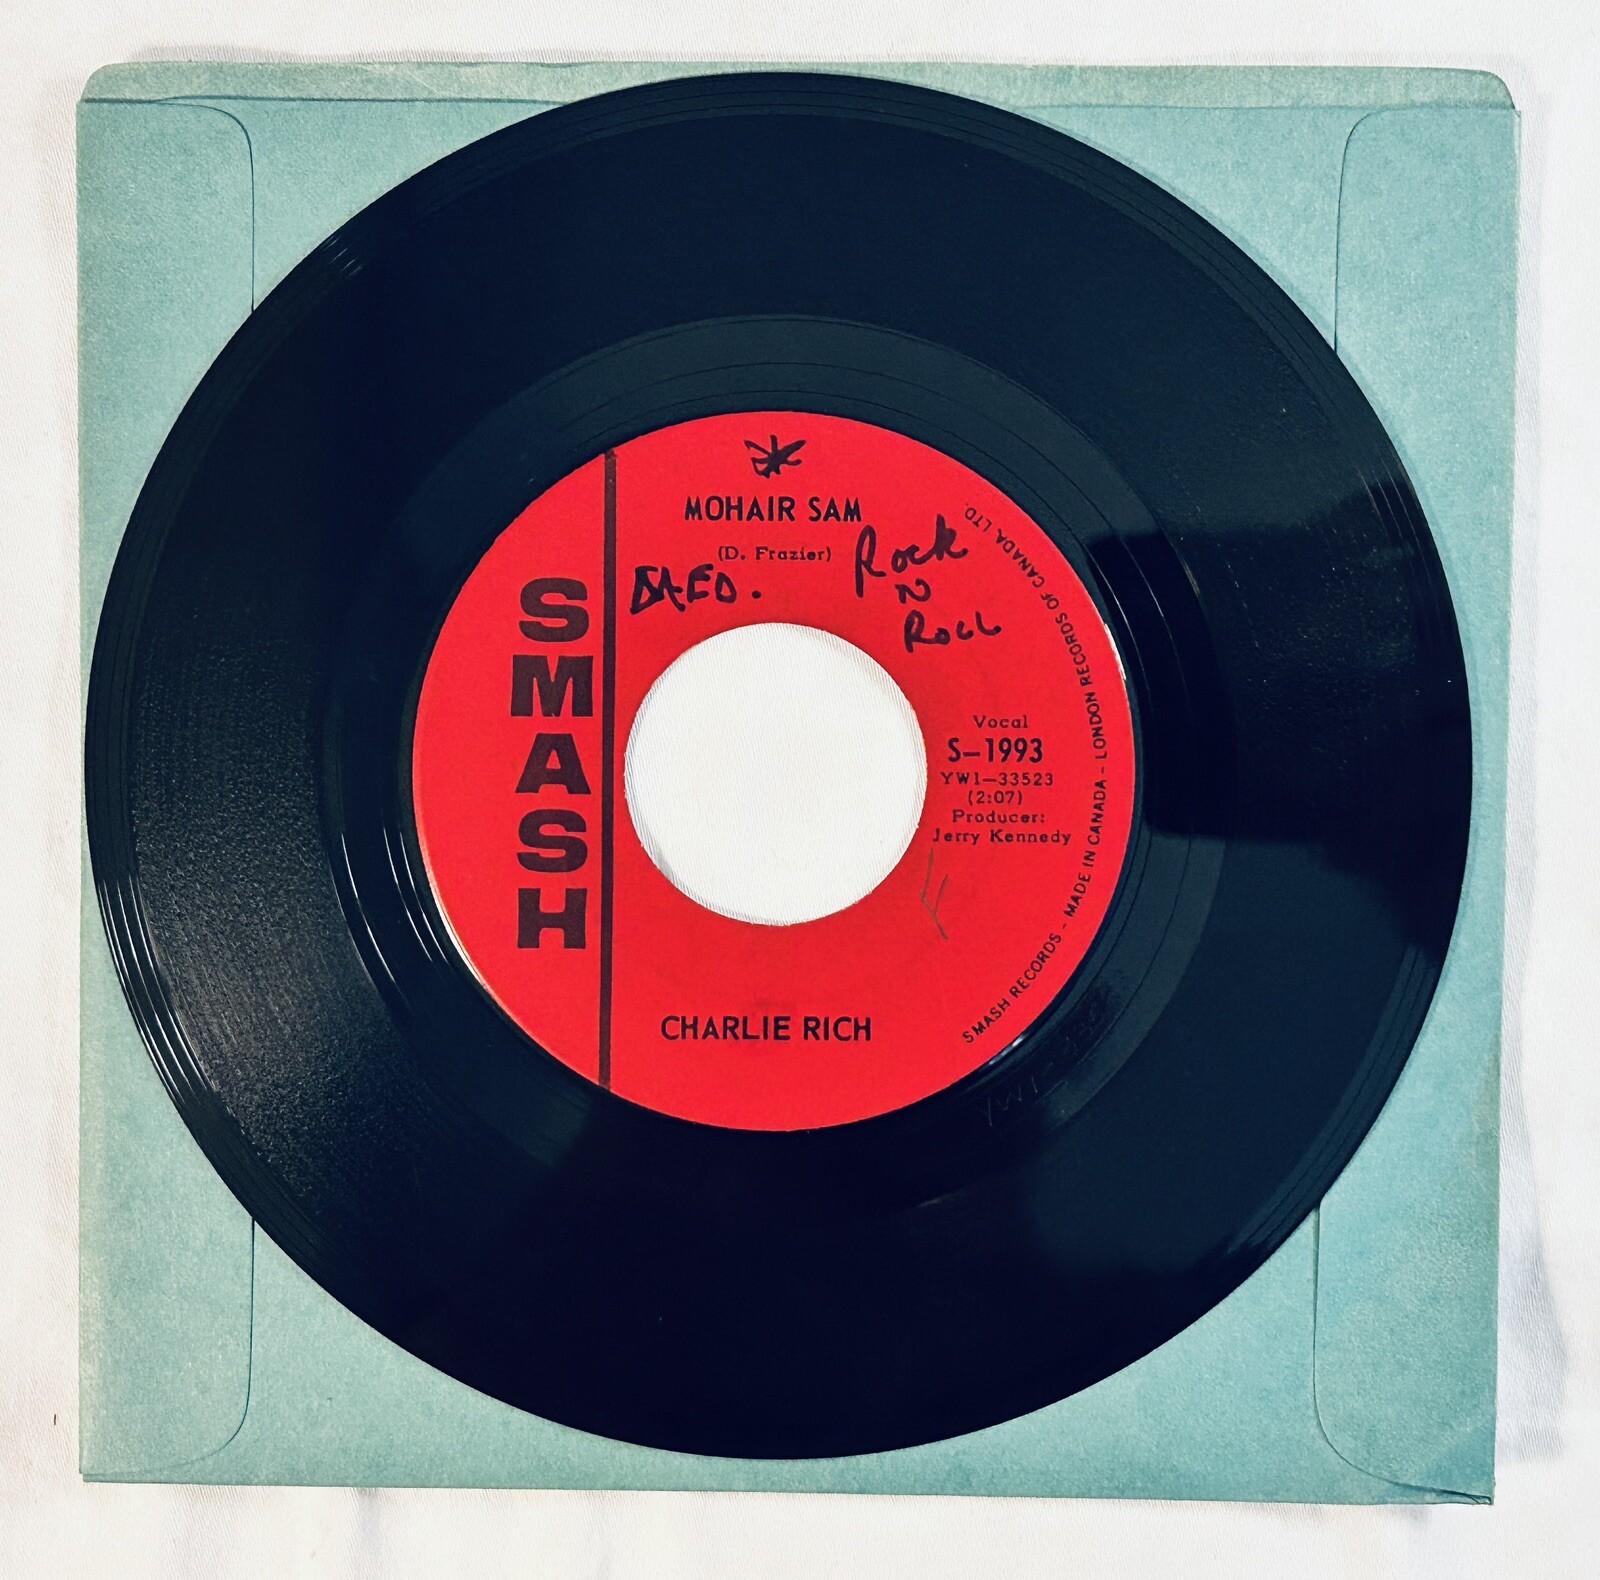 MOHAIR SAM
(D. Frazier)
Rock
N
Roll
SMASH
Vocal
S-1993
YW1-33523
(2:07)
Producer:
Jerry Kennedy
CHARLIE RICH
SMASH RECORDS - MADE IN CANADA - LONDON RECORDS OF CANADA, LTD.